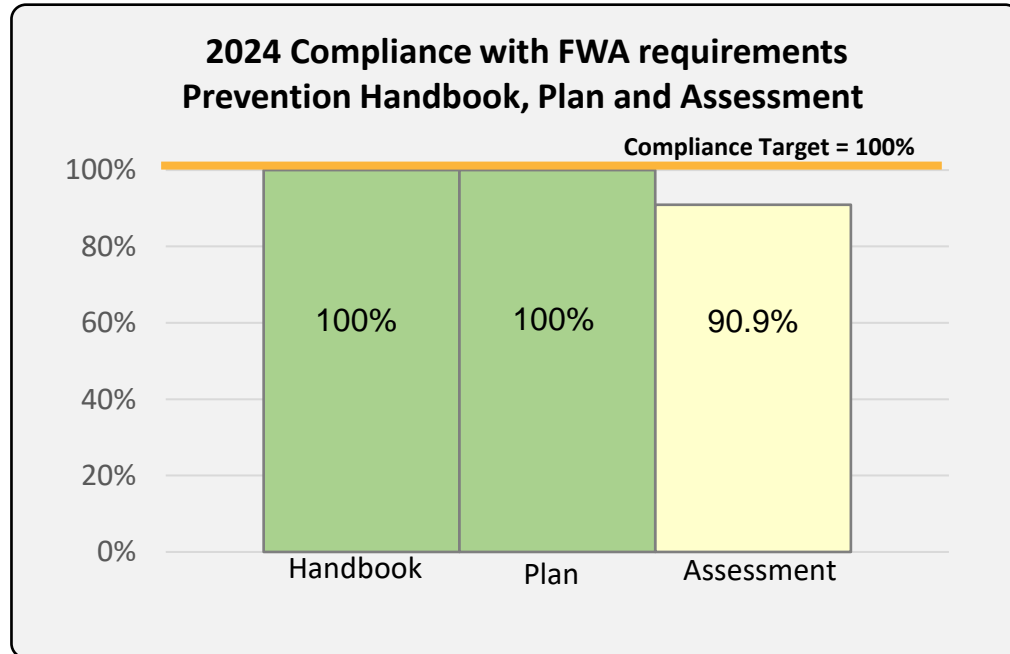 2024 Compliance with FWA requirements
Prevention Handbook, Plan and Assessment
Compliance Target = 100%
100%
80%
60%
40%
20%
0%
100%
100%
90.9%
Handbook
Plan
Assessment